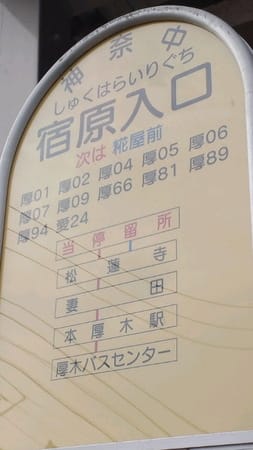 神奈中
しゅくはらいりぐち
宿原入口
次は 糀屋前
厚01 厚02 厚04 厚05 厚06
厚07 厚09 厚66 厚81 厚89
厚94 愛24
当停留所
松蓮寺
妻田
本厚木駅
厚木バスセンター